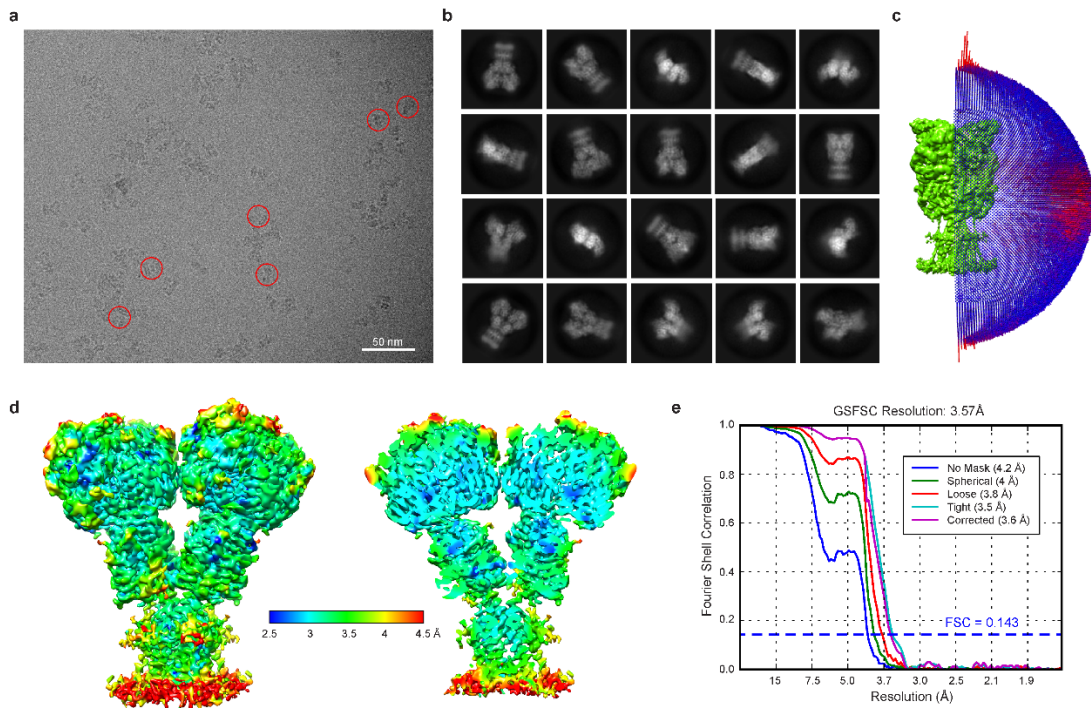 a
50 nm
b
c
d
2.5 3 3.5 4 4.5 Å
e
GSFSC Resolution: 3.57Å
Fourier Shell Correlation
1.0
0.8
0.6
0.4
0.2
0.0
No Mask (4.2 Å)
Spherical (4 Å)
Loose (3.8 Å)
Tight (3.5 Å)
Corrected (3.6 Å)
FSC = 0.143
15 7.5 5.0 3.7 3.0 2.5 2.1 1.9
Resolution (Å)